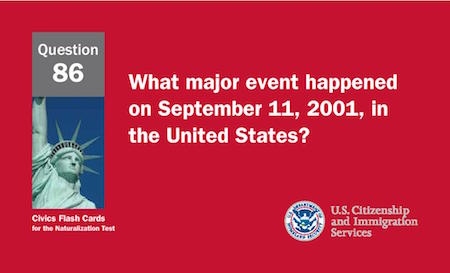 Question
86
What major event happened
on September 11, 2001, in
the United States?
Civics Flash Cards
for the Naturalization Test
U.S. Citizenship
and Immigration
Services